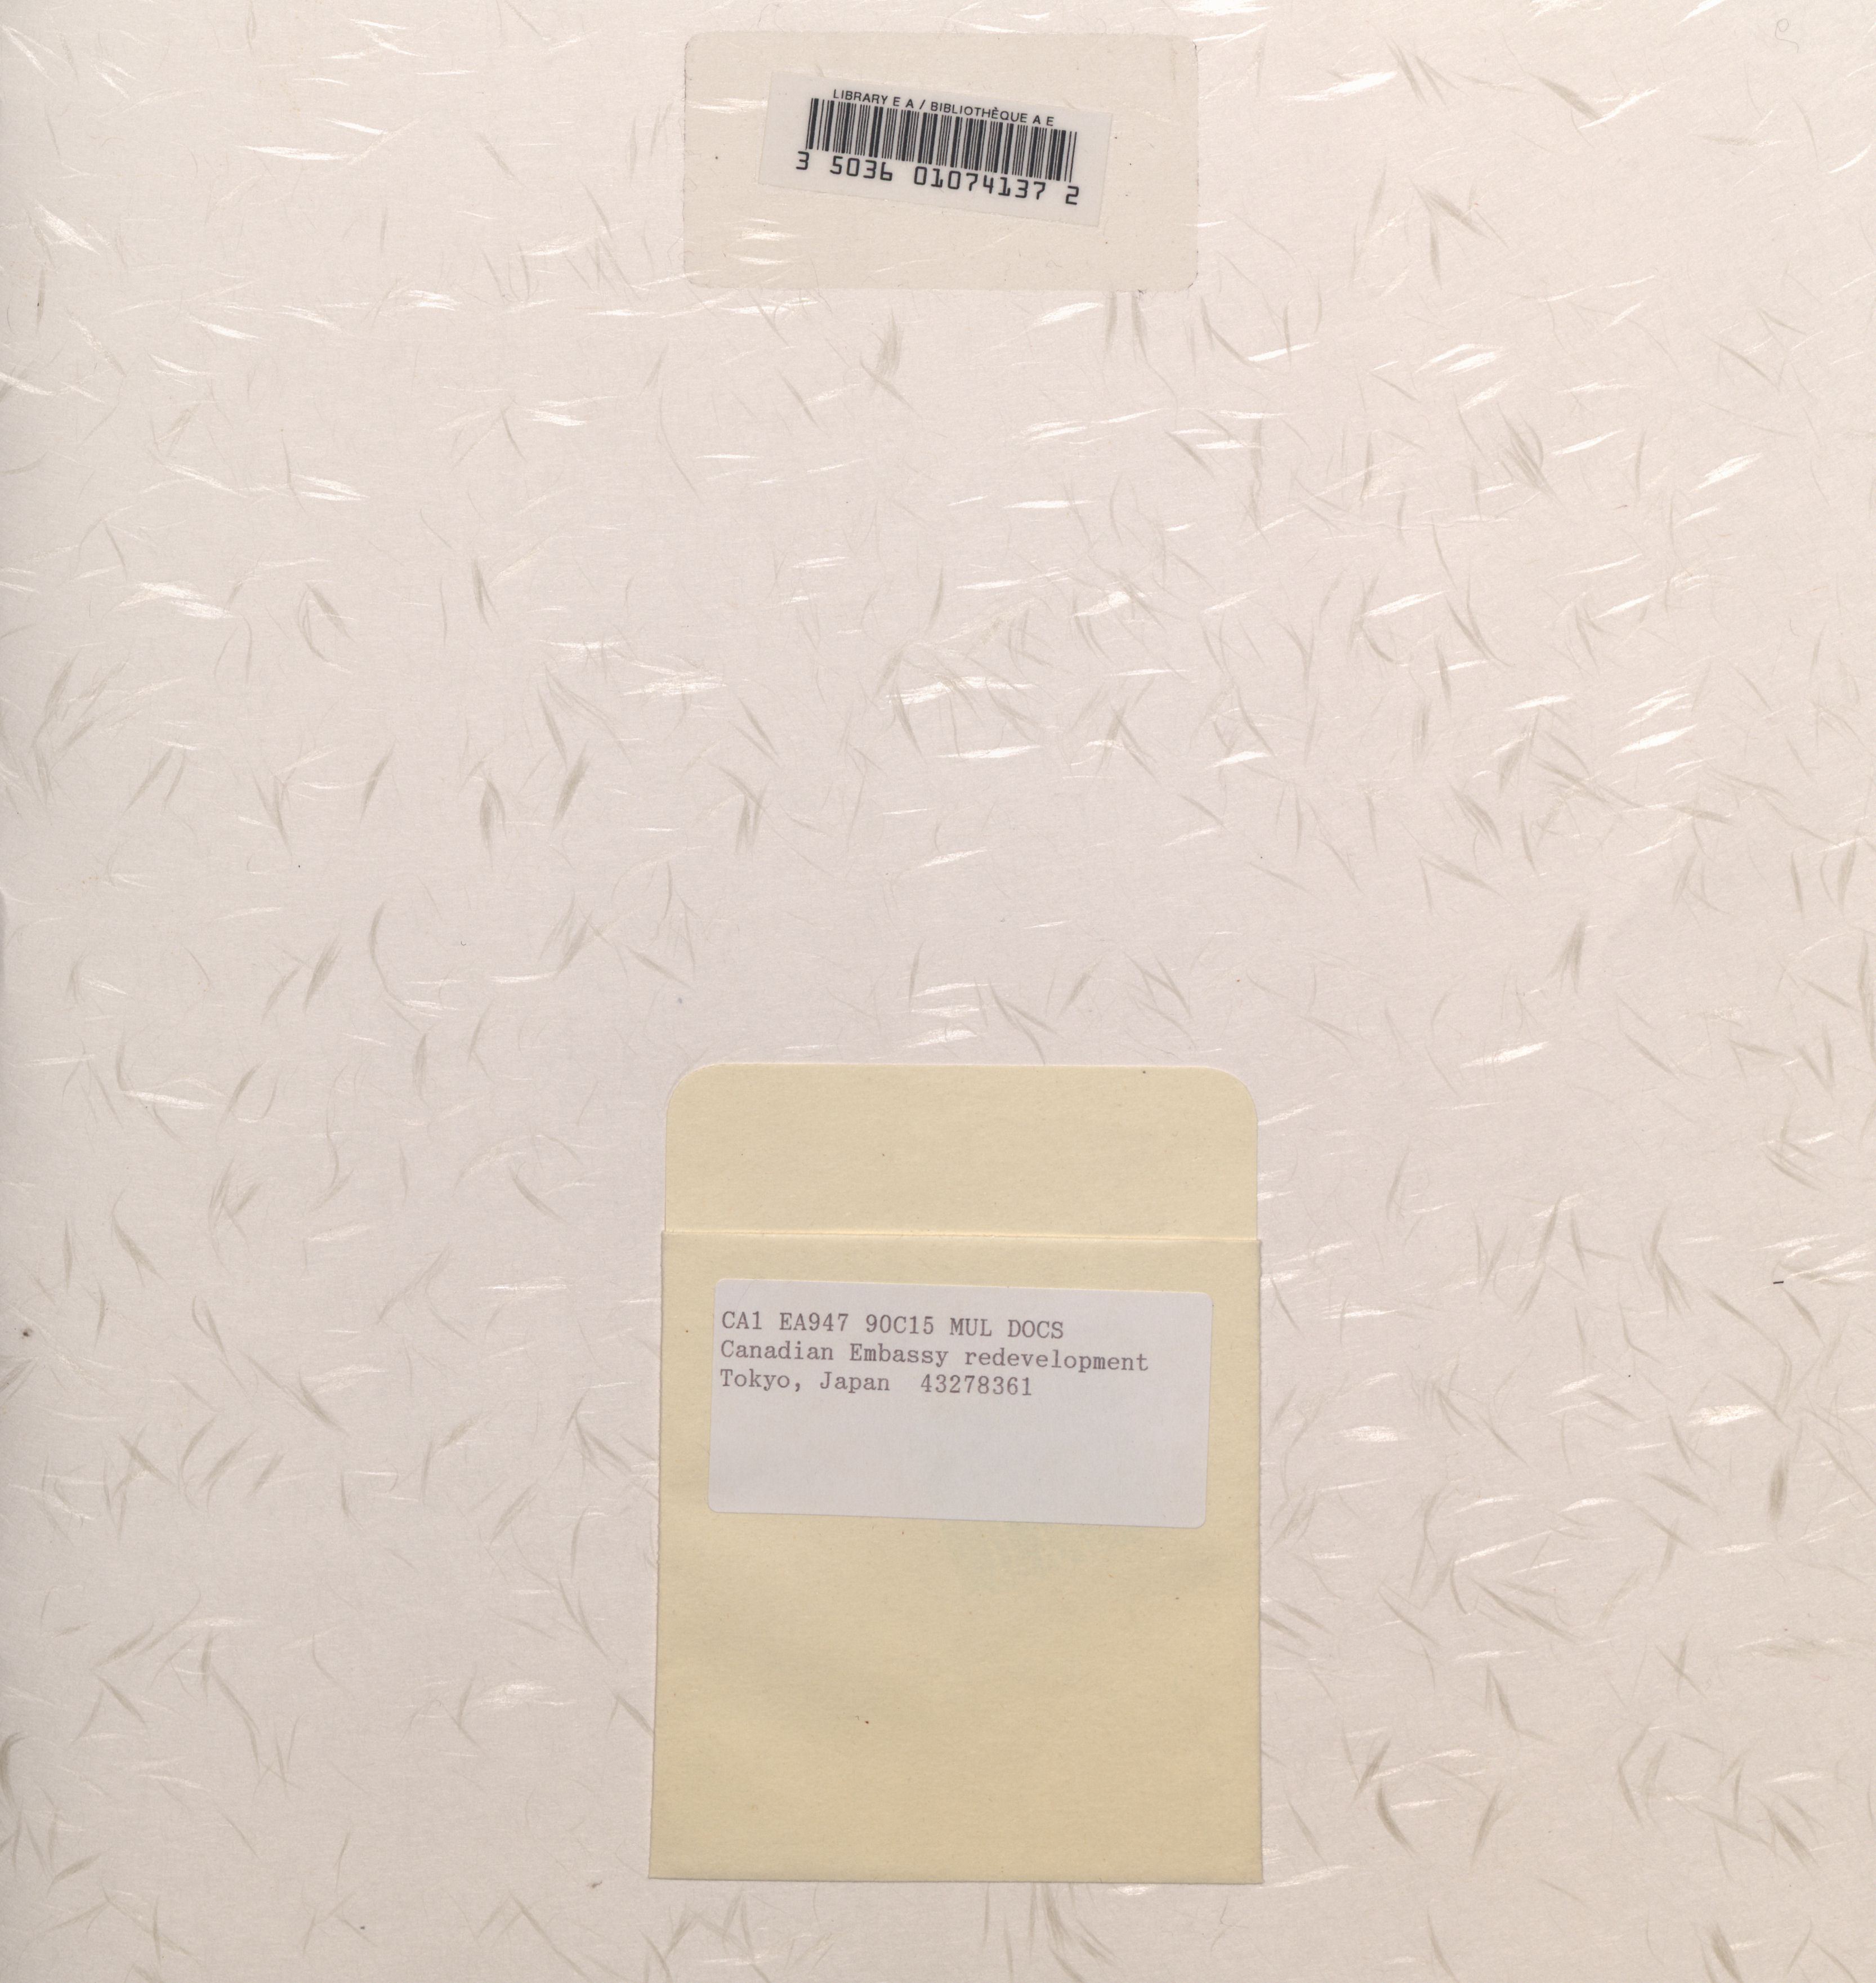 LIBRARY E A / BIBLIOTHÈQUE A E
3 5036 01074137 2
CA1 EA947 90C15 MUL DOCS
Canadian Embassy redevelopment
Tokyo, Japan 43278361